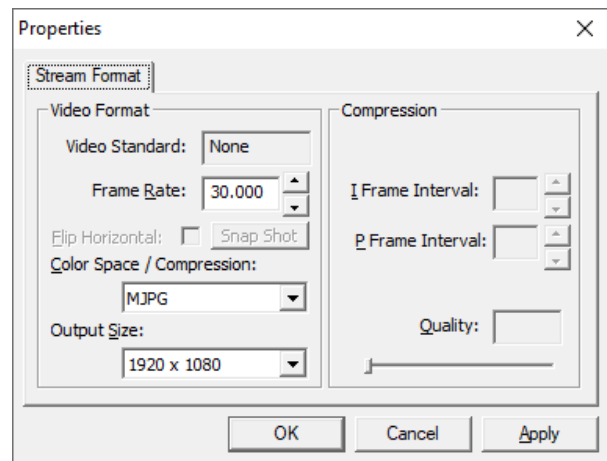 Properties
Stream Format
Video Format
Video Standard: None
Frame Rate: 30.000
Flip Horizontal: Snap Shot
Color Space / Compression:
MJPG
Output Size:
1920 x 1080
Compression
I Frame Interval:
P Frame Interval:
Quality:
OK Cancel Apply